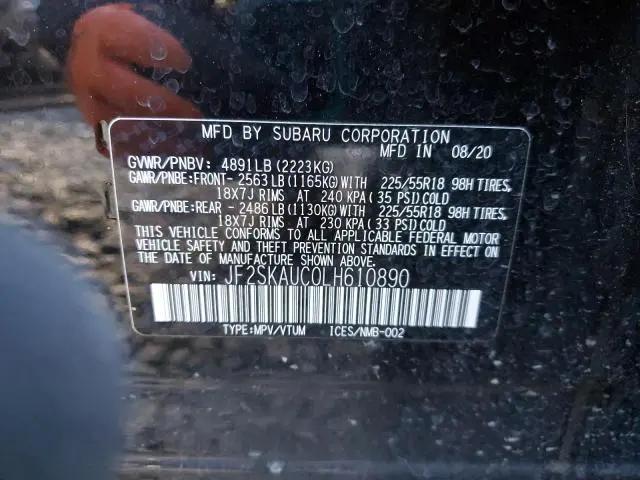 MFD BY SUBARU CORPORATION
MFD IN 08/20
GVWR/PNBV: 4891LB (2223KG)
GAWR/PNBE:FRONT- 2563LB(1165KG)WITH 225/55R18 98H TIRES,
18X7J RIMS AT 240 KPA( 35 PSI)COLD
GAWR/PNBE:REAR - 2486LB(1130KG)WITH 225/55R18 98H TIRES,
18X7J RIMS AT 230 KPA( 33 PSI)COLD
THIS VEHICLE CONFORMS TO ALL APPLICABLE FEDERAL MOTOR
VEHICLE SAFETY AND THEFT PREVENTION STANDARDS IN EFFECT ON
THE DATE OF MANUFACTURE SHOWN ABOVE.
VIN: JF2SKAUC0LH610890
TYPE:MPV/VTUM ICES/NMB-002